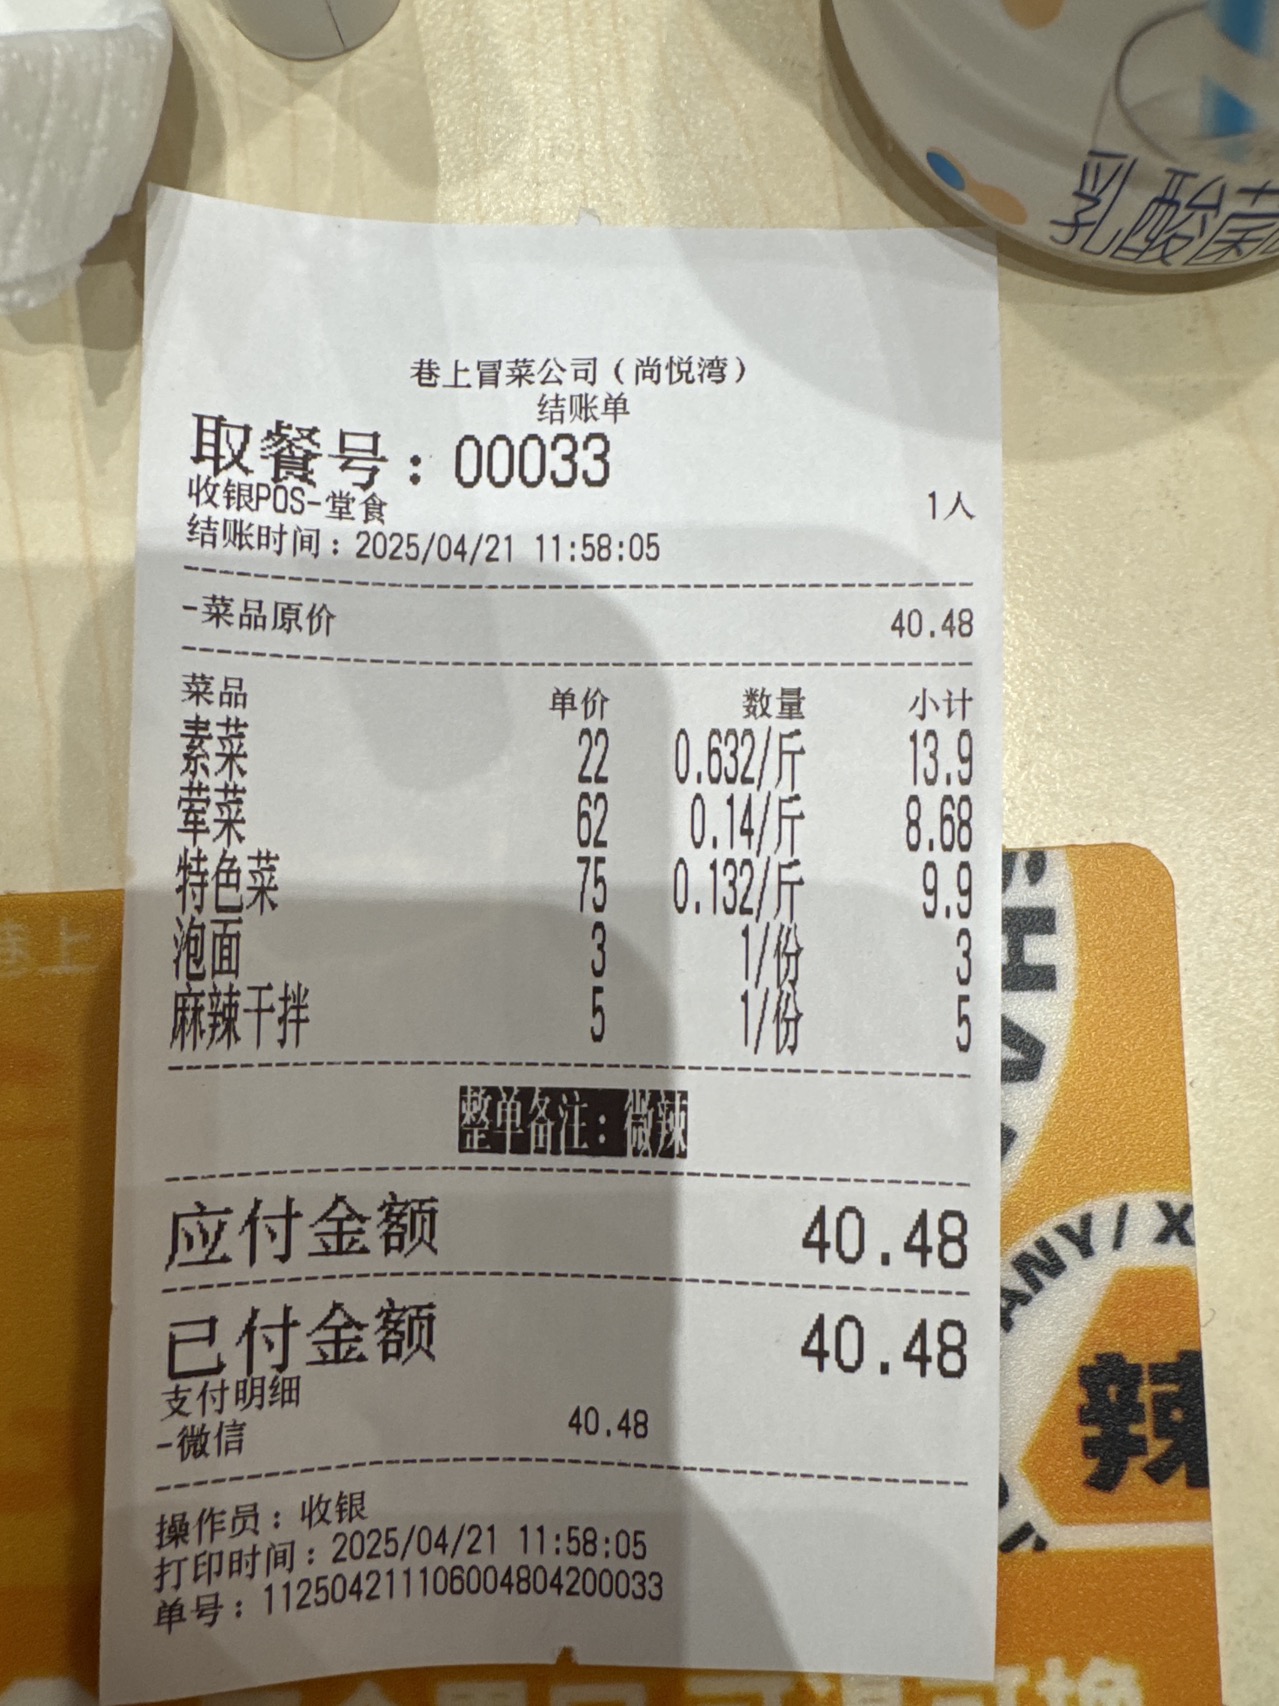 乳酸菌
巷上冒菜公司（尚悦湾）
结账单
取餐号：00033
收银POS-堂食 1人
结账时间：2025/04/21 11:58:05
-菜品原价 40.48
菜品 单价 数量 小计
素菜 22 0.632/斤 13.9
荤菜 62 0.14/斤 8.68
特色菜 75 0.132/斤 9.9
泡面 3 1/份 3
麻辣干拌 5 1/份 5
整单备注：微辣
应付金额 40.48
已付金额 40.48
支付明细
-微信 40.48
操作员：收银
打印时间：2025/04/21 11:58:05
单号：1125042111106004804200033
巷上
ANY/ X
辣